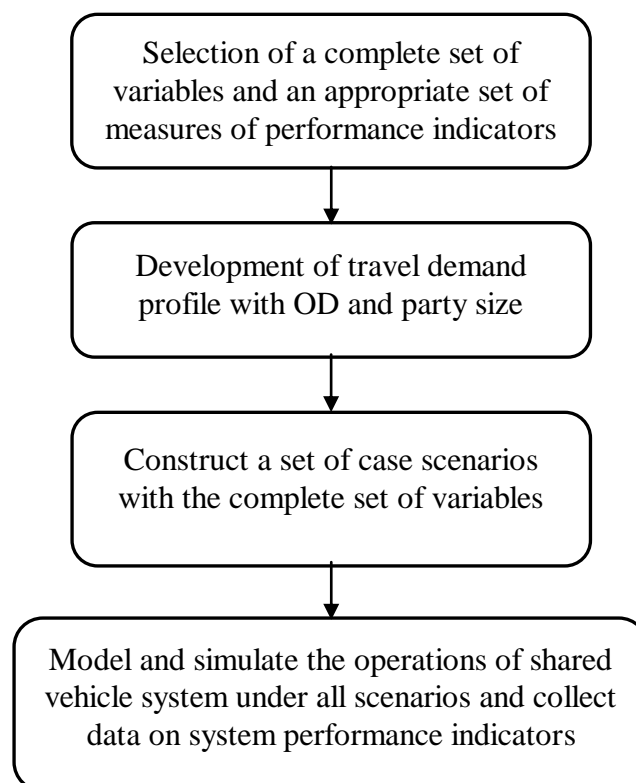 Selection of a complete set of
variables and an appropriate set of
measures of performance indicators
Development of travel demand
profile with OD and party size
Construct a set of case scenarios
with the complete set of variables
Model and simulate the operations of shared
vehicle system under all scenarios and collect
data on system performance indicators